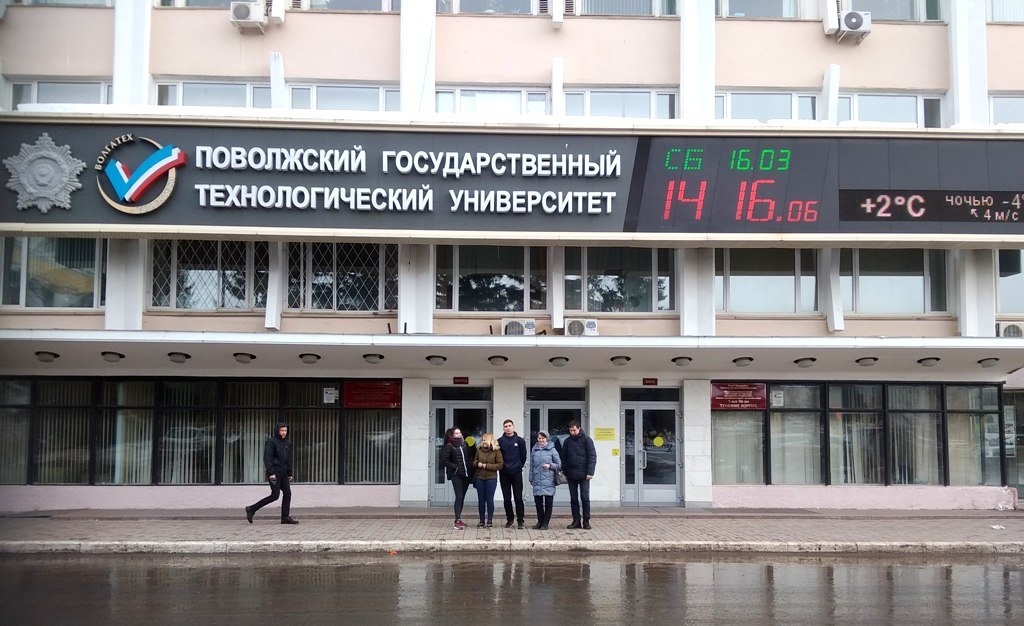 ВОЛГАТЕХ
ПОВОЛЖСКИЙ ГОСУДАРСТВЕННЫЙ
ТЕХНОЛОГИЧЕСКИЙ УНИВЕРСИТЕТ
СБ 16.03
14 16.06
+2°C
ночью -4°
4 м/с